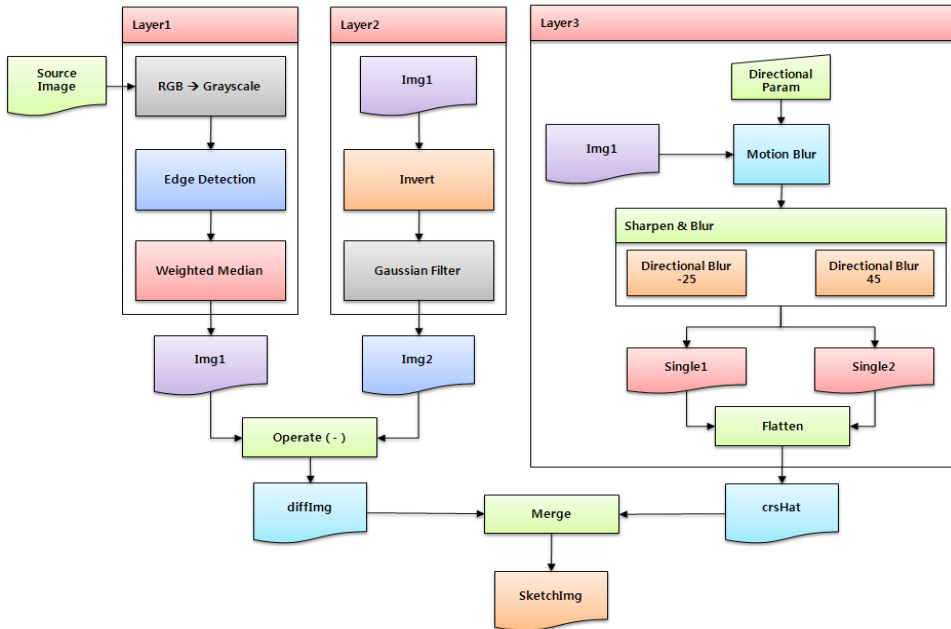 Layer1
Source
Image
RGB → Grayscale
Edge Detection
Weighted Median
Img1
Layer2
Img1
Invert
Gaussian Filter
Img2
Operate ( - )
diffImg
Layer3
Directional
Param
Img1
Motion Blur
Sharpen & Blur
Directional Blur
-25
Directional Blur
45
Single1
Single2
Flatten
crsHat
Merge
SketchImg